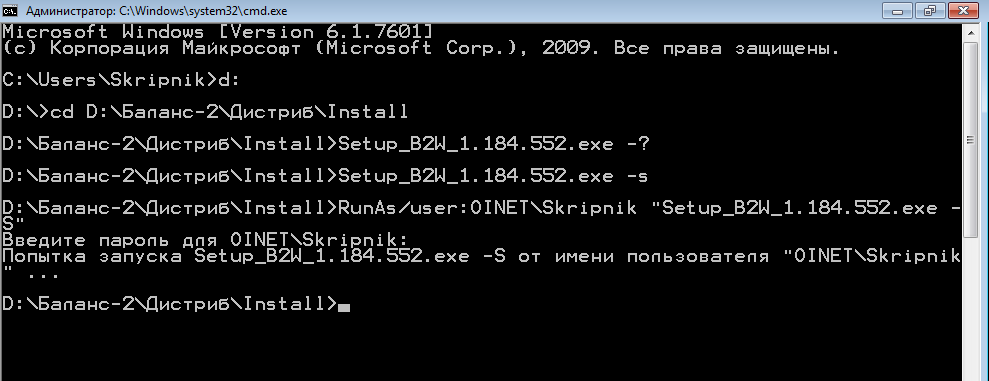 Администратор: C:\Windows\system32\cmd.exe
Microsoft Windows [Version 6.1.7601]
(c) Корпорация Майкрософт (Microsoft Corp.), 2009. Все права защищены.
C:\Users\Skripnik>d:
D:\>cd D:\Баланс-2\Дистриб\Install
D:\Баланс-2\Дистриб\Install>Setup_B2W_1.184.552.exe -?
D:\Баланс-2\Дистриб\Install>Setup_B2W_1.184.552.exe -s
D:\Баланс-2\Дистриб\Install>RunAs/user:OINET\Skripnik "Setup_B2W_1.184.552.exe -
S"
Введите пароль для OINET\Skripnik:
Попытка запуска Setup_B2W_1.184.552.exe -S от имени пользователя "OINET\Skripnik
" ...
D:\Баланс-2\Дистриб\Install>